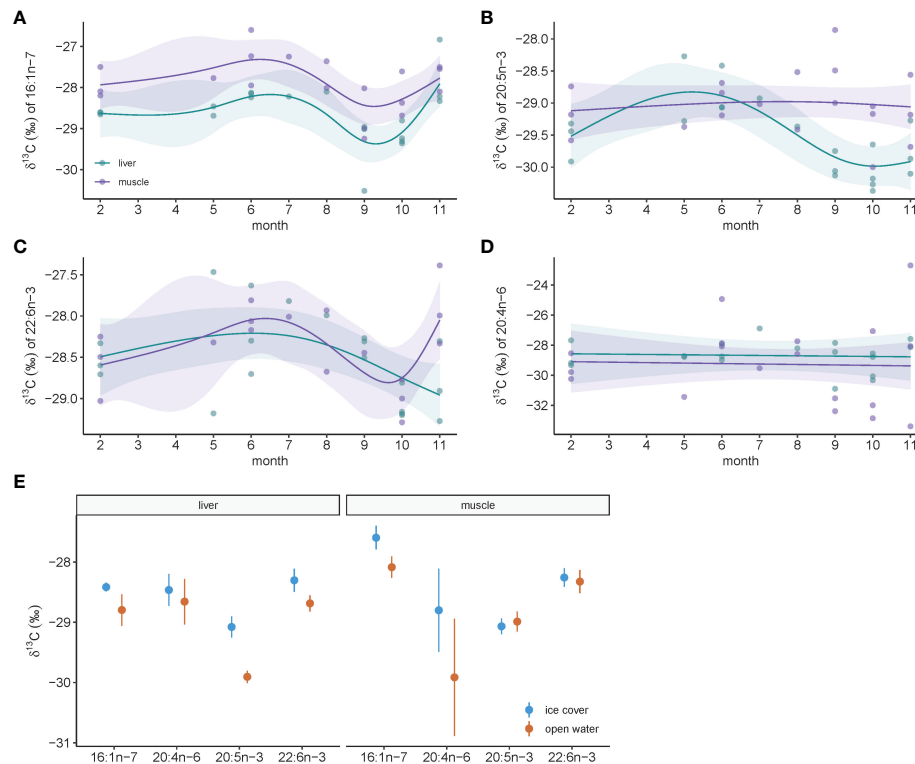 A
B
δ¹³C (‰) of 16:1n−7
−27
−28
−29
−30
liver
muscle
2 3 4 5 6 7 8 9 10 11
month
δ¹³C (‰) of 20:5n−3
−28.0
−28.5
−29.0
−29.5
−30.0
2 3 4 5 6 7 8 9 10 11
month
C
D
δ¹³C (‰) of 22:6n−3
−27.5
−28.0
−28.5
−29.0
2 3 4 5 6 7 8 9 10 11
month
δ¹³C (‰) of 20:4n−6
−24
−26
−28
−30
−32
2 3 4 5 6 7 8 9 10 11
month
E
liver
muscle
δ¹³C (‰)
−28
−29
−30
−31
ice cover
open water
16:1n−7 20:4n−6 20:5n−3 22:6n−3
16:1n−7 20:4n−6 20:5n−3 22:6n−3